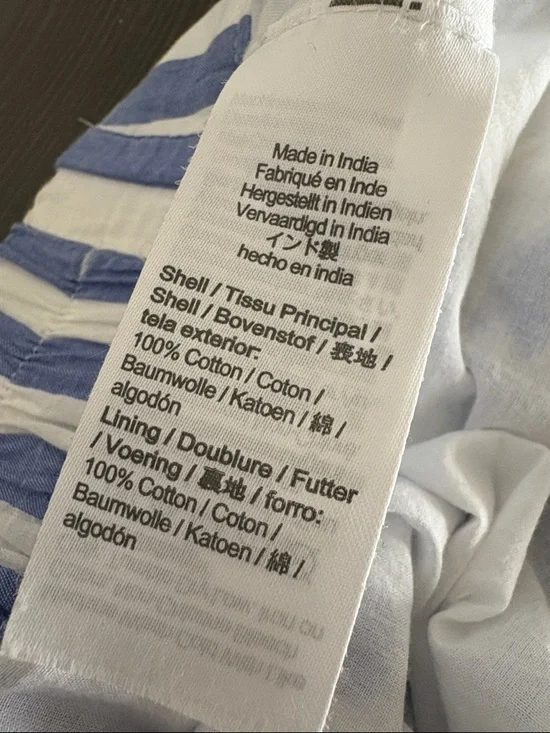 Made in India
Fabriqué en Inde
Hergestellt in Indien
Vervaardigd in India
インド製
hecho en india
Shell / Tissu Principal /
Shell / Bovenstof / 裏地 /
tela exterior:
100% Cotton / Coton /
Baumwolle / Katoen / 綿 /
algodón
Lining / Doublure / Futter
/ Voering / 裏地 / forro:
100% Cotton / Coton /
Baumwolle / Katoen / 綿 /
algodón